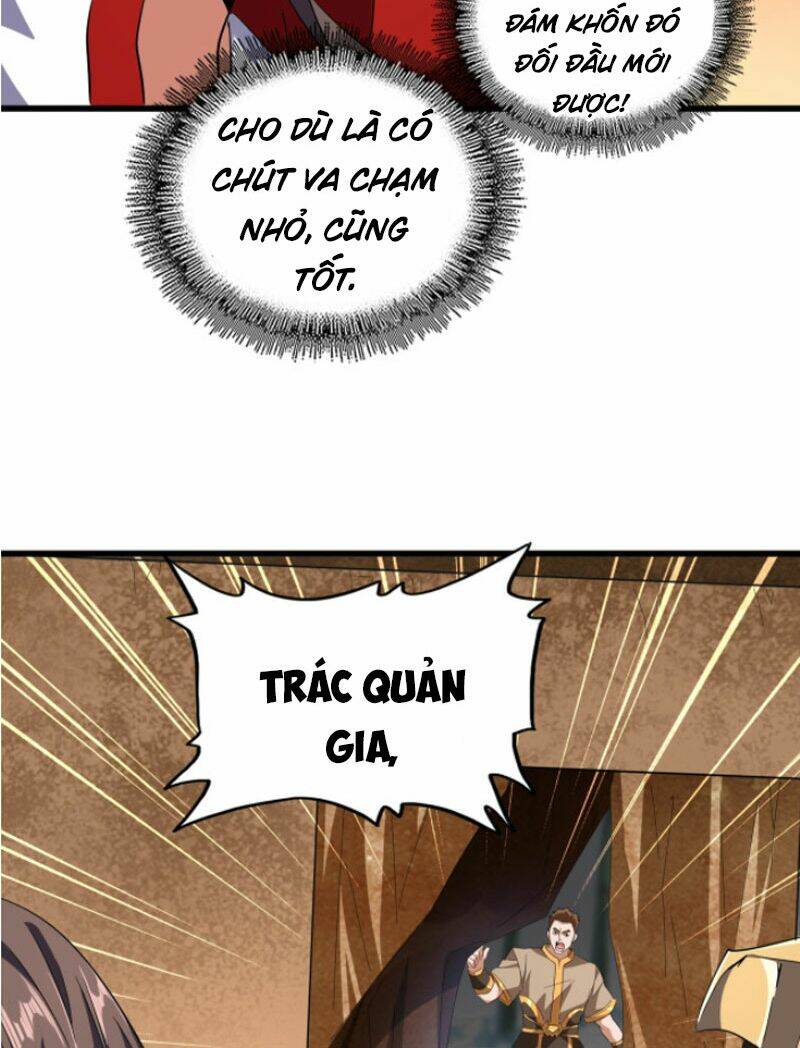 ĐÁM KHỐN ĐÓ
ĐỐI ĐẦU MỚI
ĐƯỢC!
CHO DÙ LÀ CÓ
CHÚT VA CHẠM
NHỎ, CŨNG
TỐT.
TRÁC QUẢN
GIA,